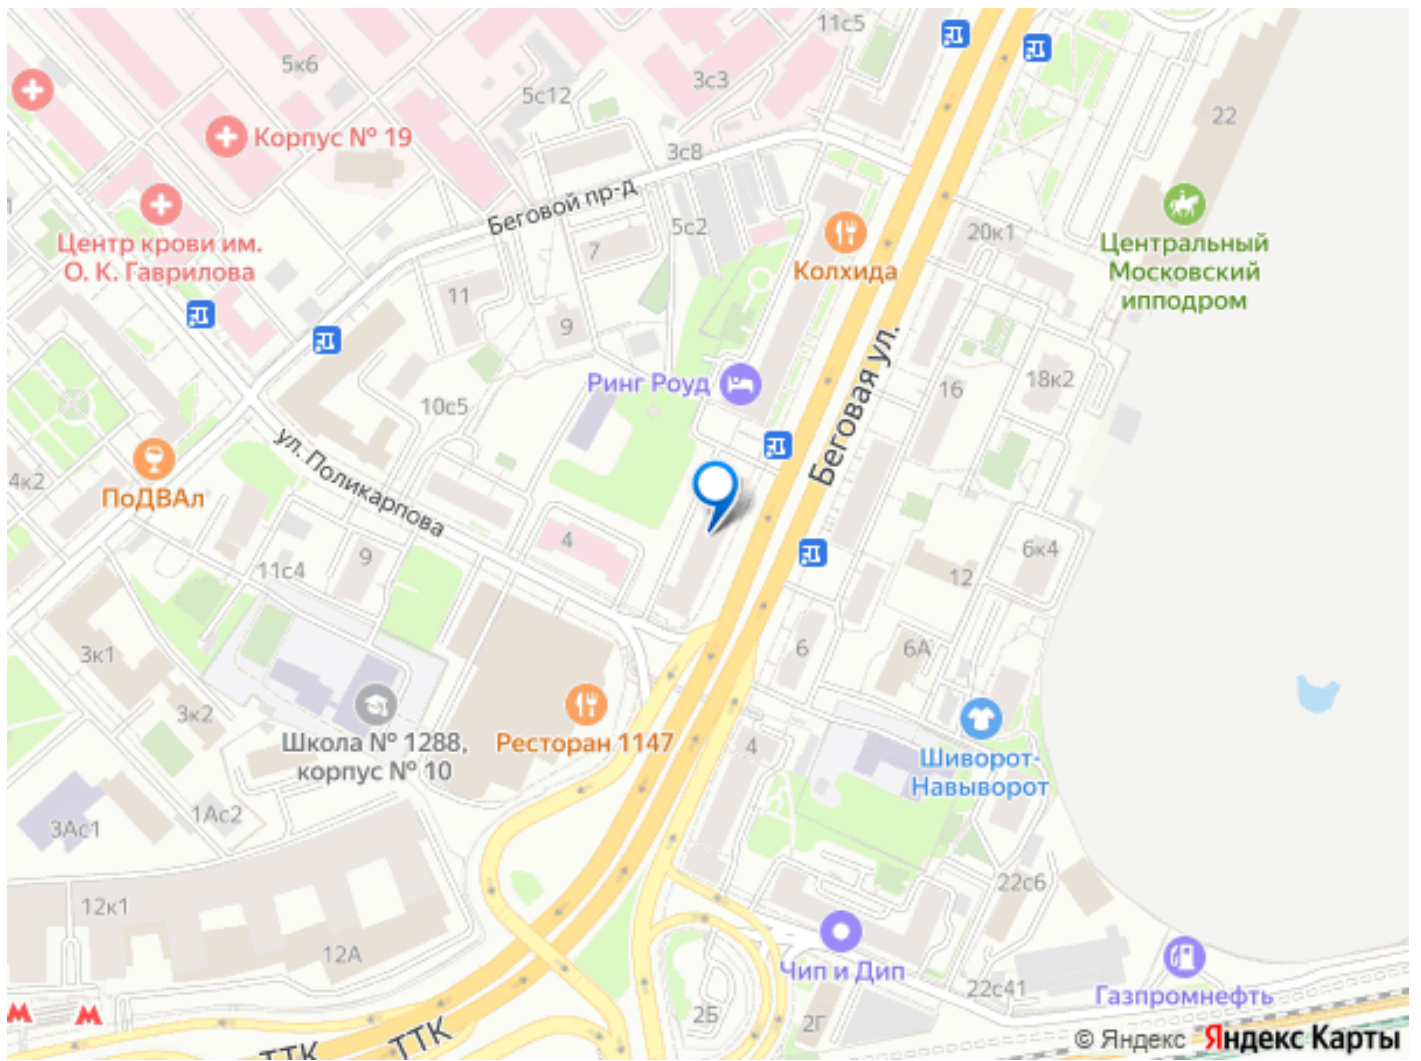 11с5
5к6
3с3
5с12
22
Корпус № 19
3с8
Беговой пр-д
Центр крови им.
О. К. Гаврилова
5с2
7
Колхида
20к1
Центральный
Московский
ипподром
11
9
Беговая ул.
Ринг Роуд
18к2
16
10с5
ул. Поликарпова
4к2
ПоДВАл
4
9
11с4
6к4
12
3к1
6
6А
3к2
Школа № 1288,
корпус № 10
Ресторан 1147
4
Шиворот-
Навыворот
1Ас2
3Ас1
22с6
12к1
12А
Чип и Дип
22с41
Газпромнефть
2Б
2Г
ТТК
ТТК
© Яндекс Яндекс Карты